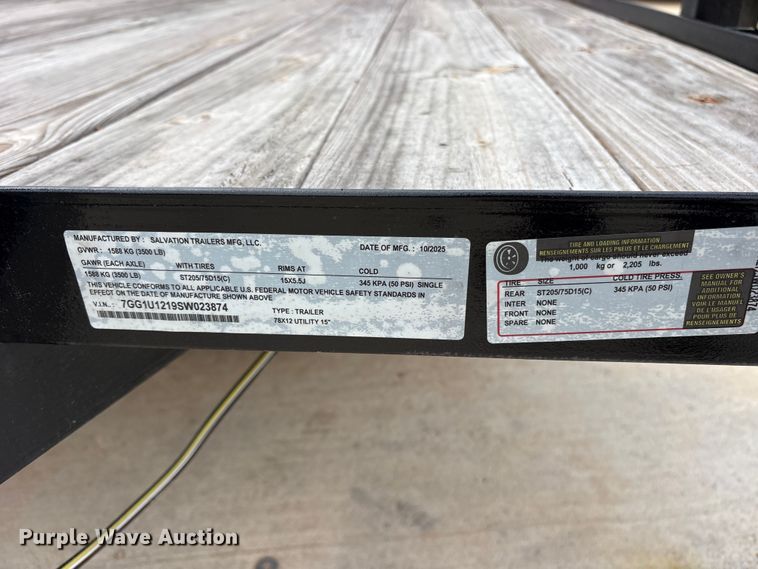 MANUFACTURED BY : SALVATION TRAILERS MFG, LLC.
GVWR : 1588 KG (3500 LB) DATE OF MFG. : 10/2025
GAWR (EACH AXLE) WITH TIRES RIMS AT COLD
1588 KG (3500 LB) ST205/75D15(C) 15X5.5J 345 KPA (50 PSI) SINGLE
THIS VEHICLE CONFORMS TO ALL APPLICABLE U.S. FEDERAL MOTOR VEHICLE SAFETY STANDARDS IN
EFFECT ON THE DATE OF MANUFACTURE SHOWN ABOVE
V.I.N. : 7GG1U1219SW023874
TYPE : TRAILER
78X12 UTILITY 15"
TIRE AND LOADING INFORMATION
RENSEIGNEMENTS SUR LES PNEUS ET LE CHARGEMENT
of cargo should never exceed
1,000 kg or 2,205 lbs.
TIRE SIZE COLD TIRE PRESS.
REAR ST205/75D15(C) 345 KPA (50 PSI)
INTER NONE
FRONT NONE
SPARE NONE
SEE OWNER'S
MANUAL FOR
ADDITIONAL
INFORMATION
VOIR LE MANUEL
DE L'USAGER
POUR PLUS DE
RENSEIGNEMENTS
Purple Wave Auction